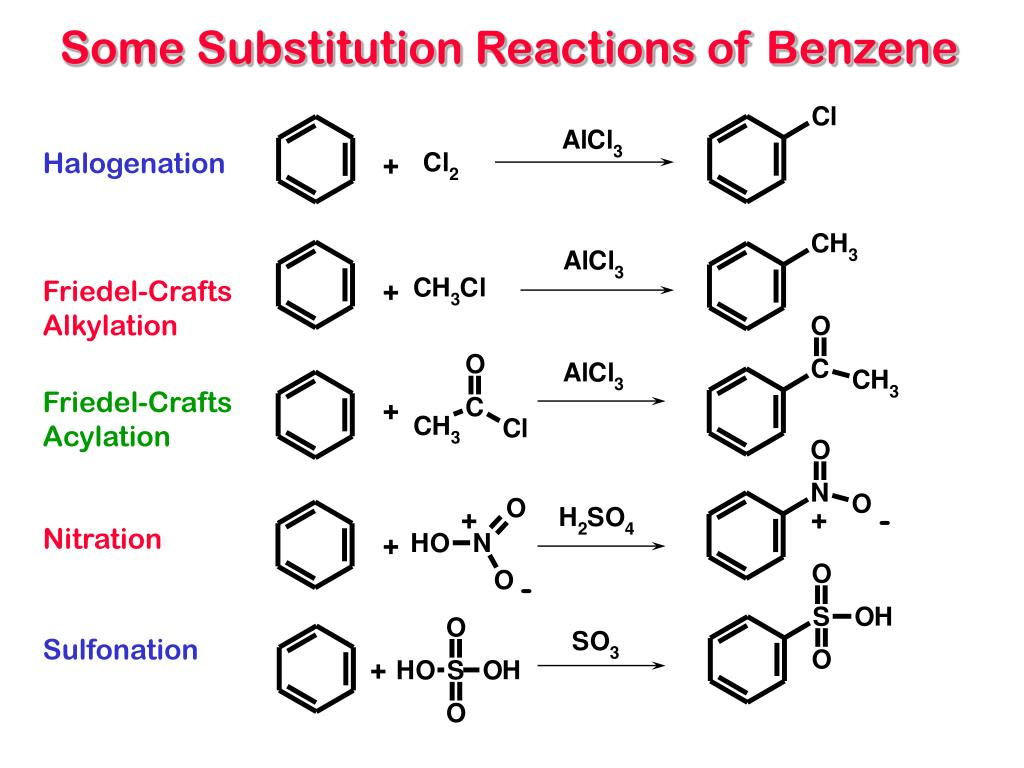 Some Substitution Reactions of Benzene
Halogenation
+ Cl2
AlCl3
Cl
Friedel-Crafts
Alkylation
+ CH3Cl
AlCl3
CH3
Friedel-Crafts
Acylation
+
O
C
CH3
Cl
AlCl3
O
C
CH3
Nitration
+ HO N
+
O
O
-
H2SO4
O
N
O
+
-
Sulfonation
O
+ HO S OH
O
SO3
O
S OH
O